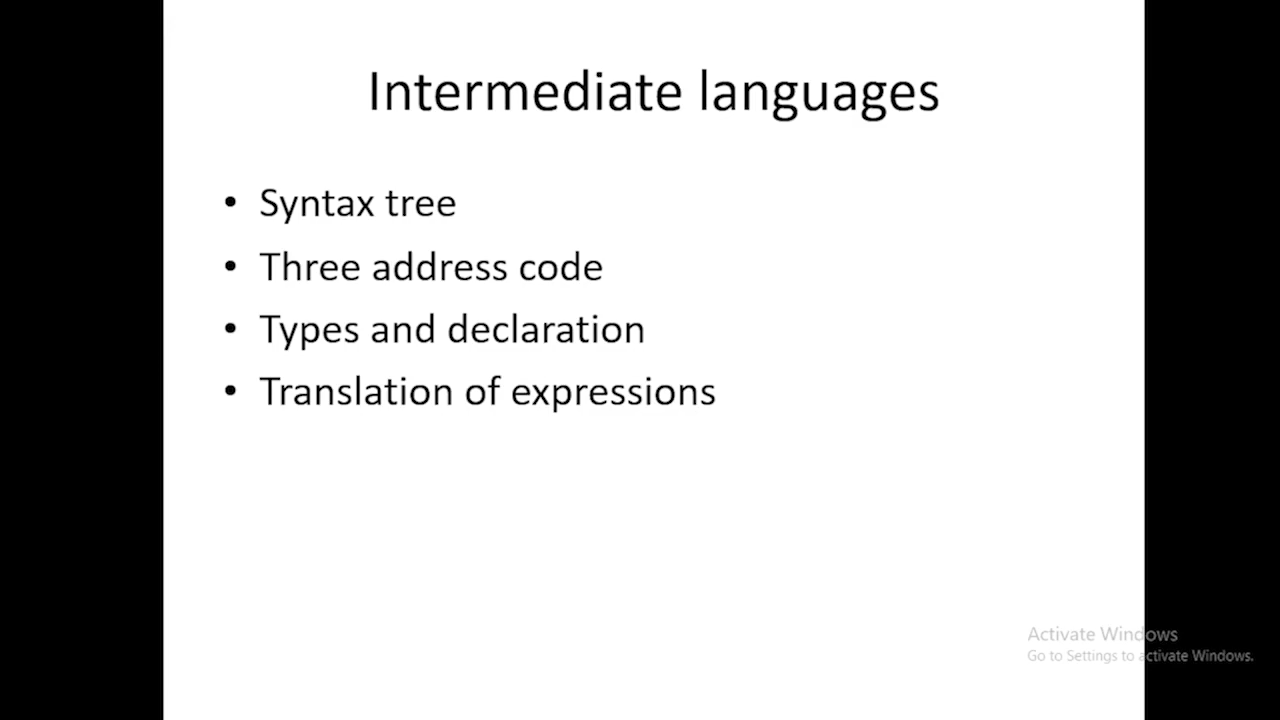 Intermediate languages
• Syntax tree
• Three address code
• Types and declaration
• Translation of expressions
Activate Windows
Go to Settings to activate Windows.